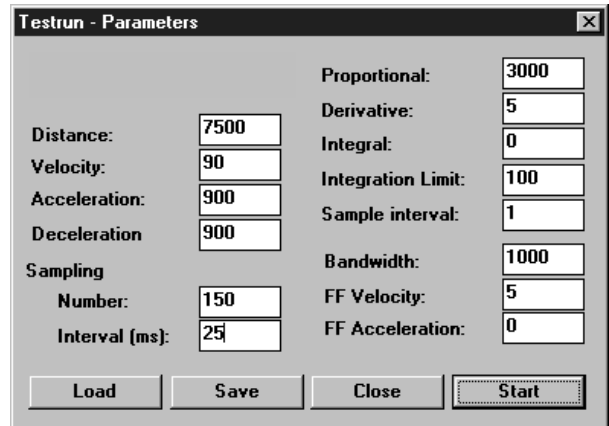 Testrun - Parameters
Distance: 7500
Velocity: 90
Acceleration: 900
Deceleration 900
Sampling
Number: 150
Interval (ms): 25
Proportional: 3000
Derivative: 5
Integral: 0
Integration Limit: 100
Sample interval: 1
Bandwidth: 1000
FF Velocity: 5
FF Acceleration: 0
Load Save Close Start